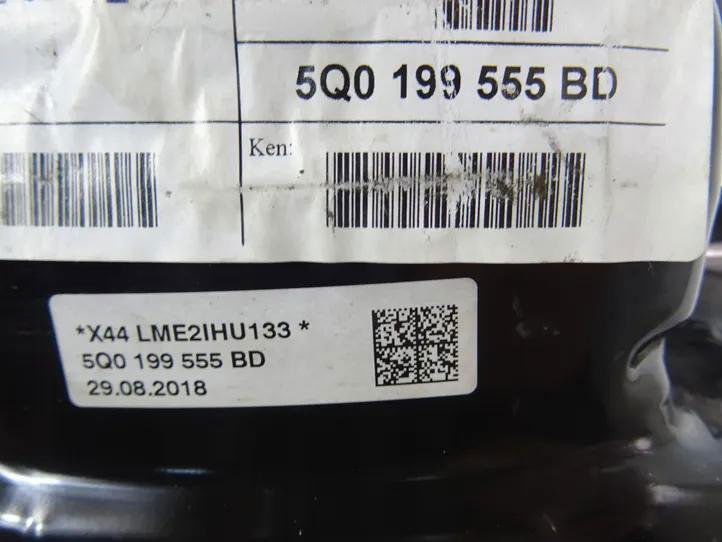 5Q0 199 555 BD
Ken:
*X44 LME2IHU133 *
5Q0 199 555 BD
29.08.2018